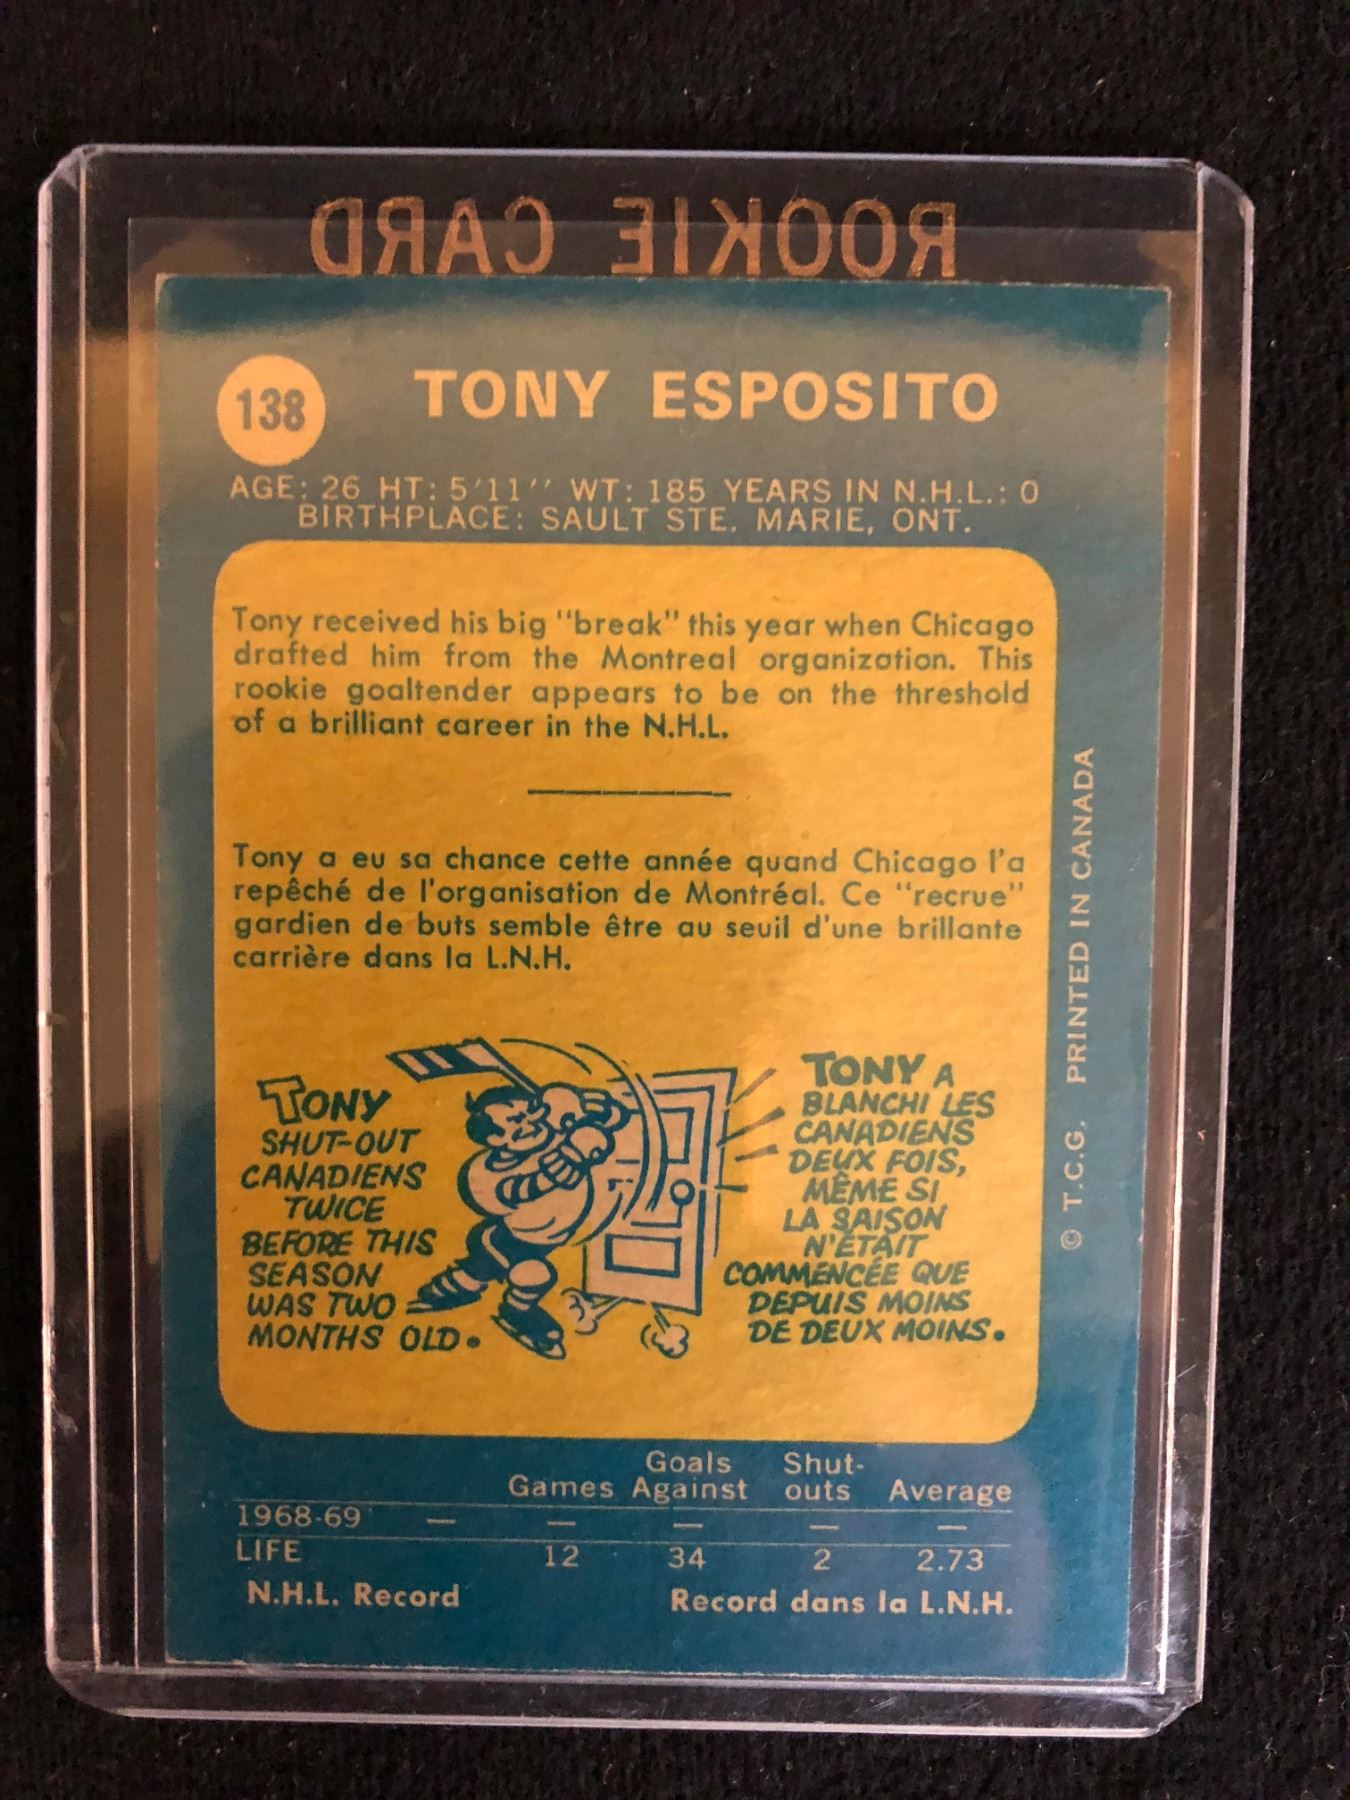 ROOKIE CARD
138
TONY ESPOSITO
AGE: 26 HT: 5'11'' WT: 185 YEARS IN N.H.L.: 0
BIRTHPLACE: SAULT STE. MARIE, ONT.
Tony received his big "break" this year when Chicago
drafted him from the Montreal organization. This
rookie goaltender appears to be on the threshold
of a brilliant career in the N.H.L.
Tony a eu sa chance cette année quand Chicago l'a
repêché de l'organisation de Montréal. Ce "recrue"
gardien de buts semble être au seuil d'une brillante
carrière dans la L.N.H.
TONY
SHUT-OUT
CANADIENS
TWICE
BEFORE THIS
SEASON
WAS TWO
MONTHS OLD.
TONY A
BLANCHI LES
CANADIENS
DEUX FOIS,
MÊME SI
LA SAISON
N'ÉTAIT
COMMENCÉE QUE
DEPUIS MOINS
DE DEUX MOINS.
© T.C.G. PRINTED IN CANADA
Games Goals Against Shut-outs Average
1968-69 — — — — —
LIFE 12 34 2 2.73
N.H.L. Record Record dans la L.N.H.